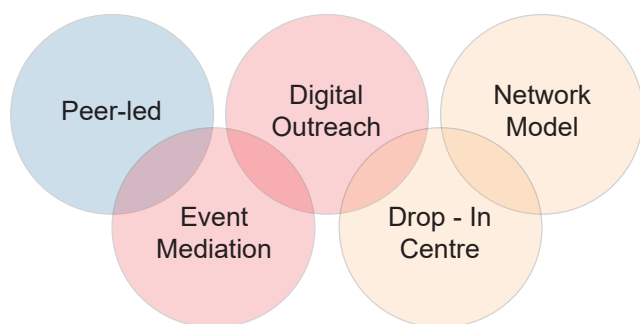 Peer-led
Digital
Outreach
Network
Model
Event
Mediation
Drop - In
Centre